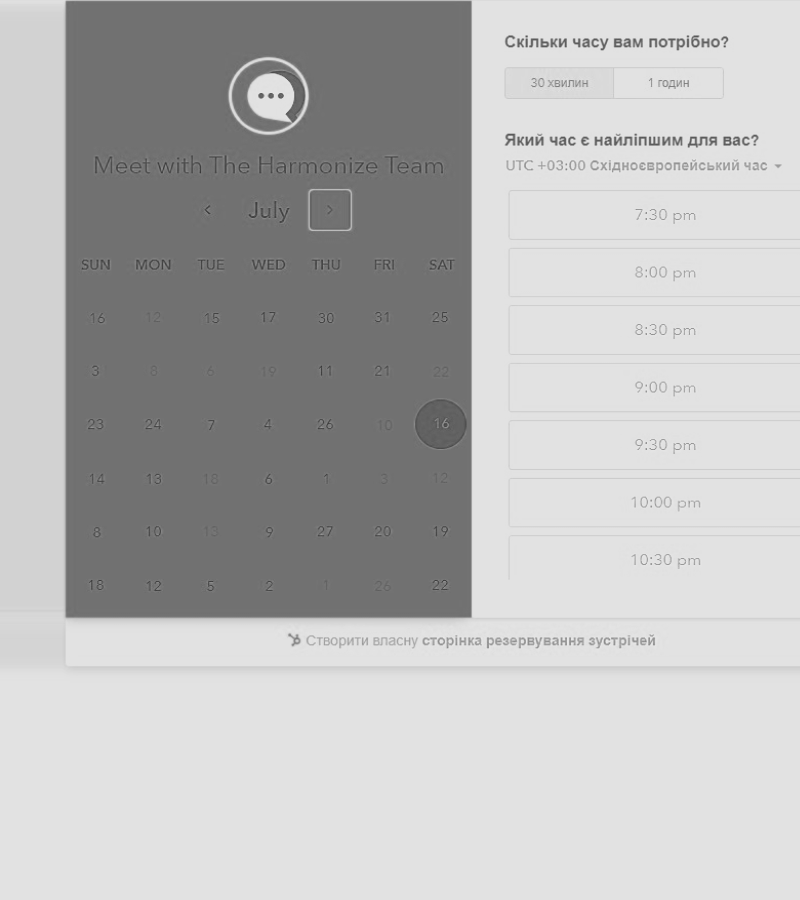 Meet with The Harmonize Team
July
SUN MON TUE WED THU FRI SAT
16 12 15 17 30 31 25
3 8 6 19 11 21 22
23 24 7 4 26 10 16
14 13 18 6 1 3 12
8 10 13 9 27 20 19
18 12 5 2 1 26 22
Скільки часу вам потрібно?
30 хвилин 1 годин
Який час є найліпшим для вас?
UTC +03:00 Східноєвропейський час
7:30 pm
8:00 pm
8:30 pm
9:00 pm
9:30 pm
10:00 pm
10:30 pm
Створити власну сторінка резервування зустрічей